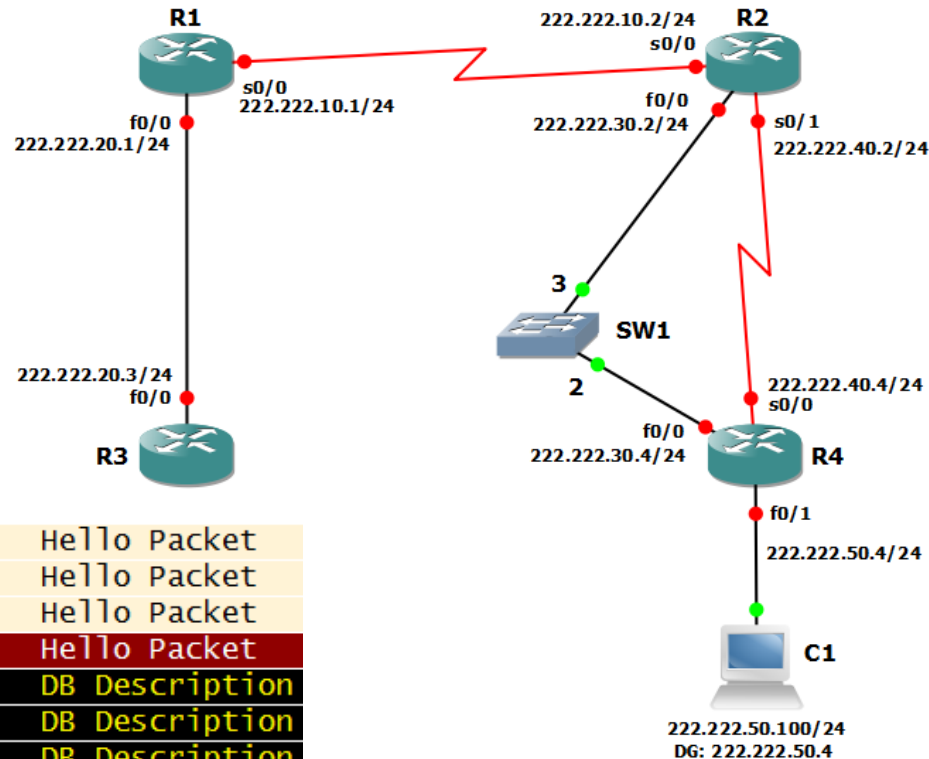 R1
222.222.10.2/24
R2
s0/0
s0/0
222.222.10.1/24
f0/0
222.222.20.1/24
f0/0
222.222.30.2/24
s0/1
222.222.40.2/24
3
SW1
2
222.222.20.3/24
f0/0
R3
222.222.40.4/24
s0/0
f0/0
222.222.30.4/24
R4
f0/1
222.222.50.4/24
C1
222.222.50.100/24
DG: 222.222.50.4
Hello Packet
Hello Packet
Hello Packet
Hello Packet
DB Description
DB Description
DB Description